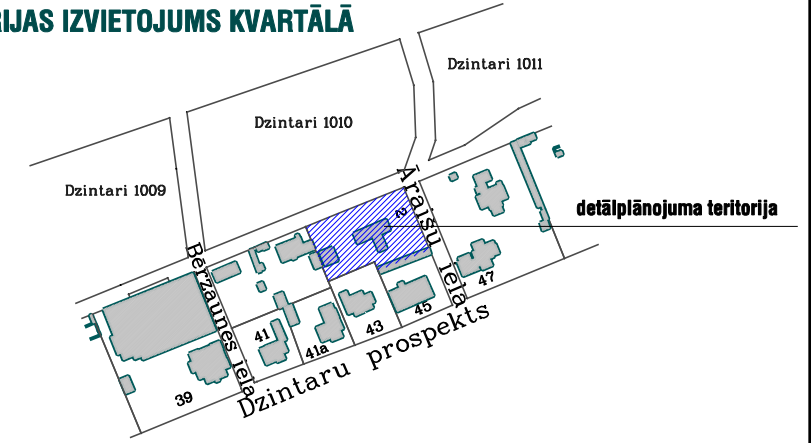 RIJAS IZVIETOJUMS KVARTĀLĀ
Dzintari 1011
Dzintari 1010
Dzintari 1009
Āraišu iela
2
detālplānojuma teritorija
Bērzaunes iela
47
45
43
41
41a
39
Dzintaru prospekts